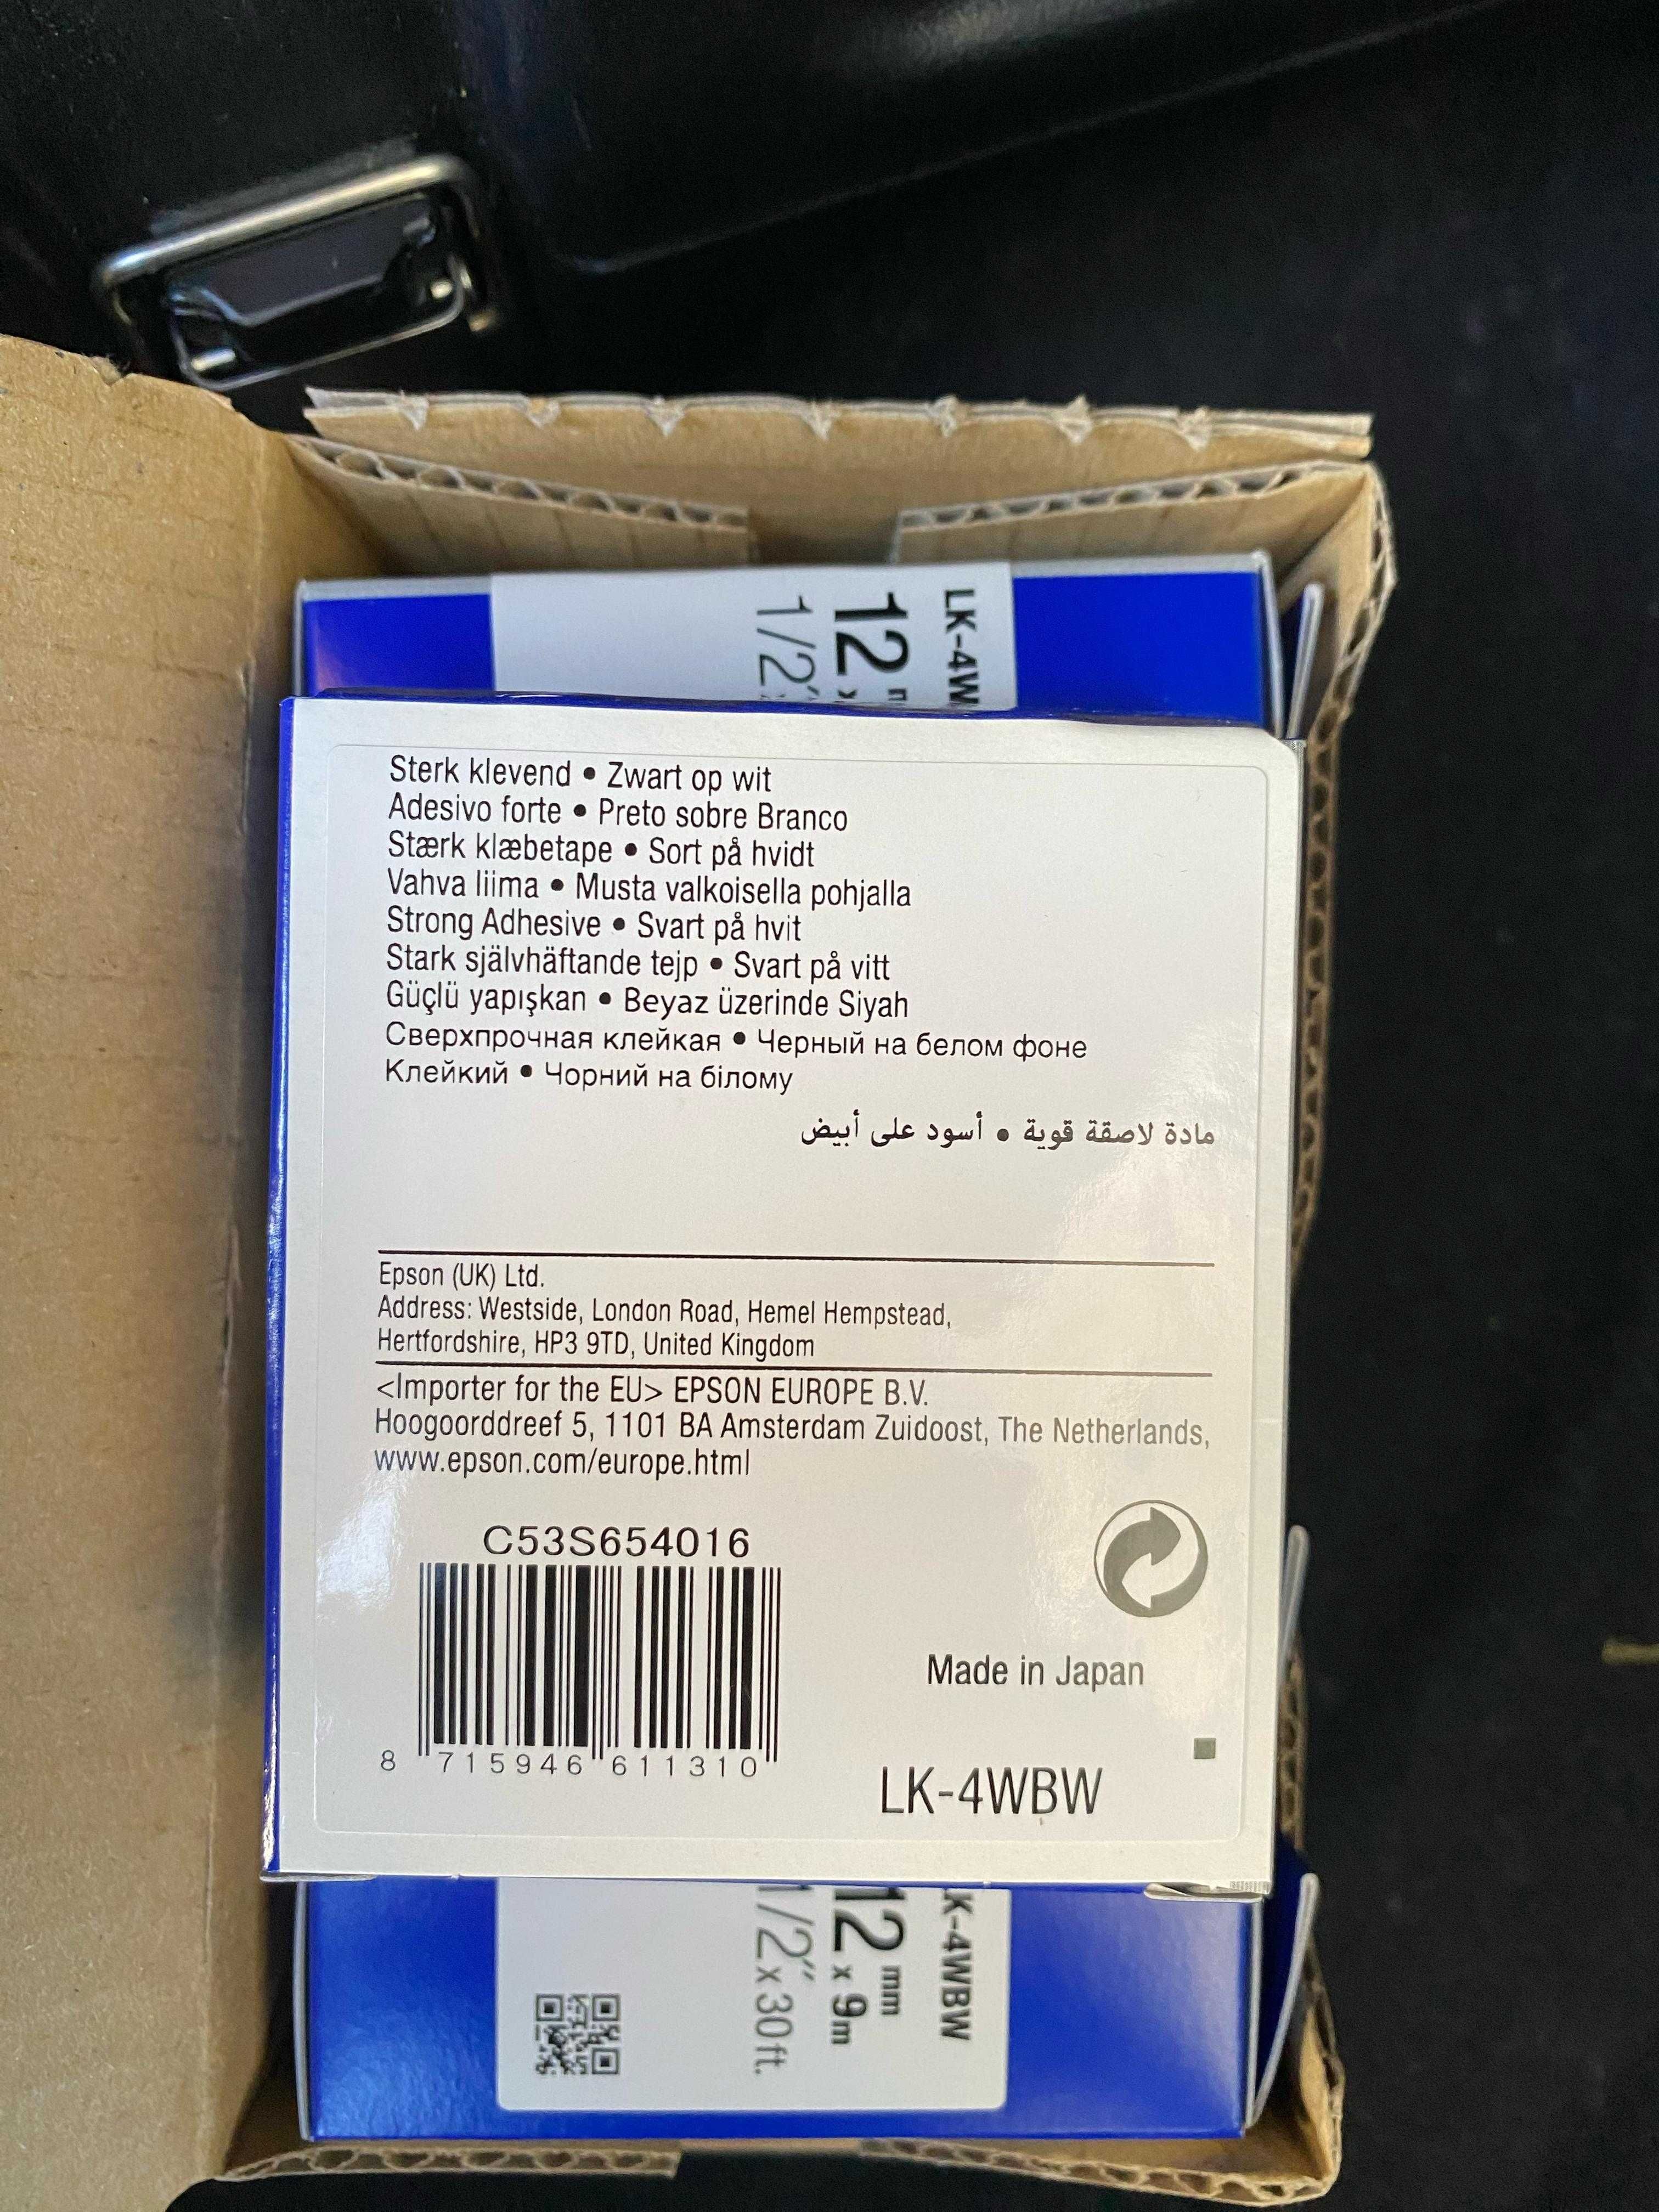 LK-4W
12
1/2"
Sterk klevend • Zwart op wit
Adesivo forte • Preto sobre Branco
Stærk klæbetape • Sort på hvidt
Vahva liima • Musta valkoisella pohjalla
Strong Adhesive • Svart på hvit
Stark självhäftande tejp • Svart på vitt
Güçlü yapışkan • Beyaz üzerinde Siyah
Сверхпрочная клейкая • Черный на белом фоне
Клейкий • Чорний на білому
مادة لاصقة قوية • أسود على أبيض
Epson (UK) Ltd.
Address: Westside, London Road, Hemel Hempstead,
Hertfordshire, HP3 9TD, United Kingdom
<Importer for the EU> EPSON EUROPE B.V.
Hoogoorddreef 5, 1101 BA Amsterdam Zuidoost, The Netherlands,
www.epson.com/europe.html
C53S654016
8 715946 611310
Made in Japan
LK-4WBW
LK-4WBW
12 mm x 9m
1/2" x 30ft.